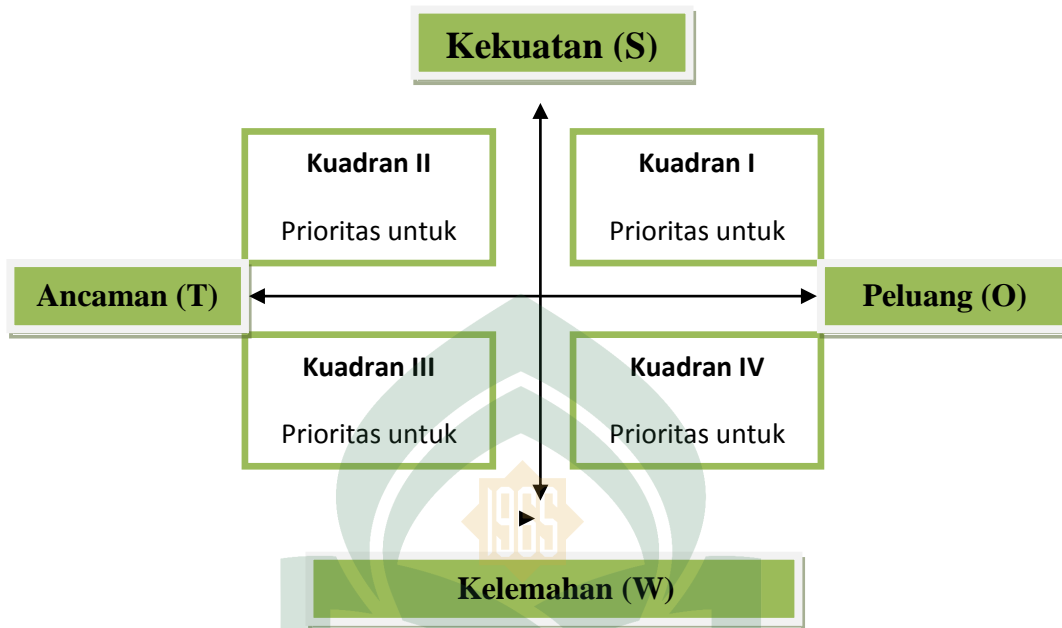 Kekuatan (S)
Kuadran II
Prioritas untuk
Kuadran I
Prioritas untuk
Ancaman (T)
Peluang (O)
Kuadran III
Prioritas untuk
Kuadran IV
Prioritas untuk
1965
Kelemahan (W)